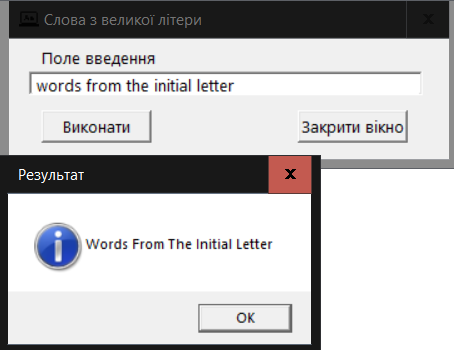 Слова з великої літери
Поле введення
words from the initial letter
Виконати Закрити вікно
Результат
Words From The Initial Letter
OK